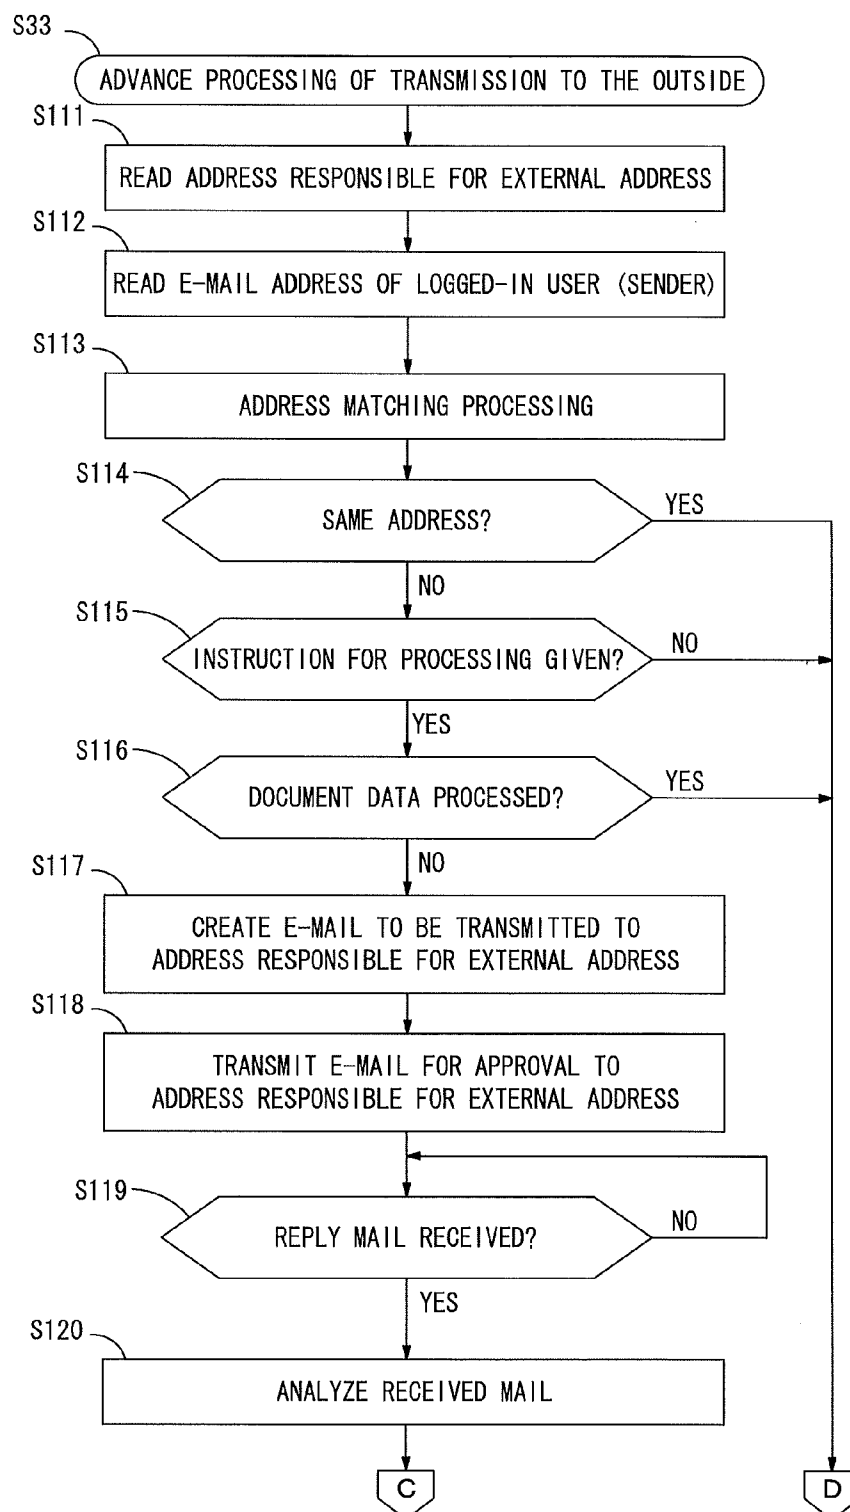 S33
ADVANCE PROCESSING OF TRANSMISSION TO THE OUTSIDE
S111
READ ADDRESS RESPONSIBLE FOR EXTERNAL ADDRESS
S112
READ E-MAIL ADDRESS OF LOGGED-IN USER (SENDER)
S113
ADDRESS MATCHING PROCESSING
S114
SAME ADDRESS?
YES
NO
S115
INSTRUCTION FOR PROCESSING GIVEN?
NO
YES
S116
DOCUMENT DATA PROCESSED?
YES
NO
S117
CREATE E-MAIL TO BE TRANSMITTED TO
ADDRESS RESPONSIBLE FOR EXTERNAL ADDRESS
S118
TRANSMIT E-MAIL FOR APPROVAL TO
ADDRESS RESPONSIBLE FOR EXTERNAL ADDRESS
S119
REPLY MAIL RECEIVED?
NO
YES
S120
ANALYZE RECEIVED MAIL
C
D